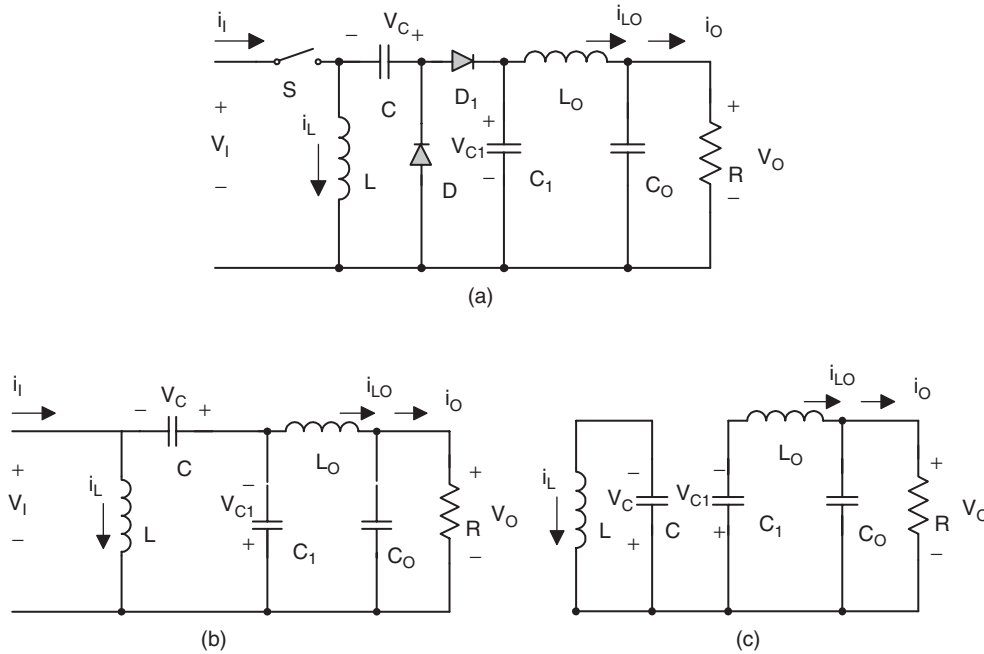 i_I
V_C
i_LO
i_O
− +
S
C
D_1
L_O
+
V_I
−
i_L
L
D
+
V_C1
−
C_1
C_O
+
R
−
V_O
(a)
i_I
V_C
i_LO
i_O
− +
C
L_O
+
V_I
−
i_L
L
−
V_C1
+
C_1
C_O
+
R
−
V_O
(b)
i_LO
i_O
L_O
i_L
L
−
V_C
+
C
−
V_C1
+
C_1
C_O
+
R
−
V_O
(c)